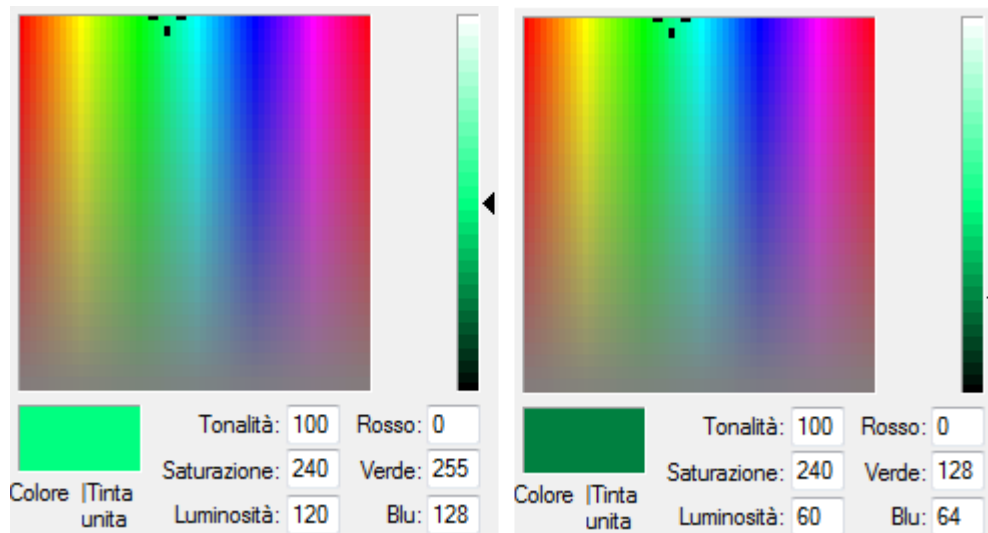 Tonalità: 100 Rosso: 0
Saturazione: 240 Verde: 255
Colore |Tinta unita
Luminosità: 120 Blu: 128
Tonalità: 100 Rosso: 0
Saturazione: 240 Verde: 128
Colore |Tinta unita
Luminosità: 60 Blu: 64